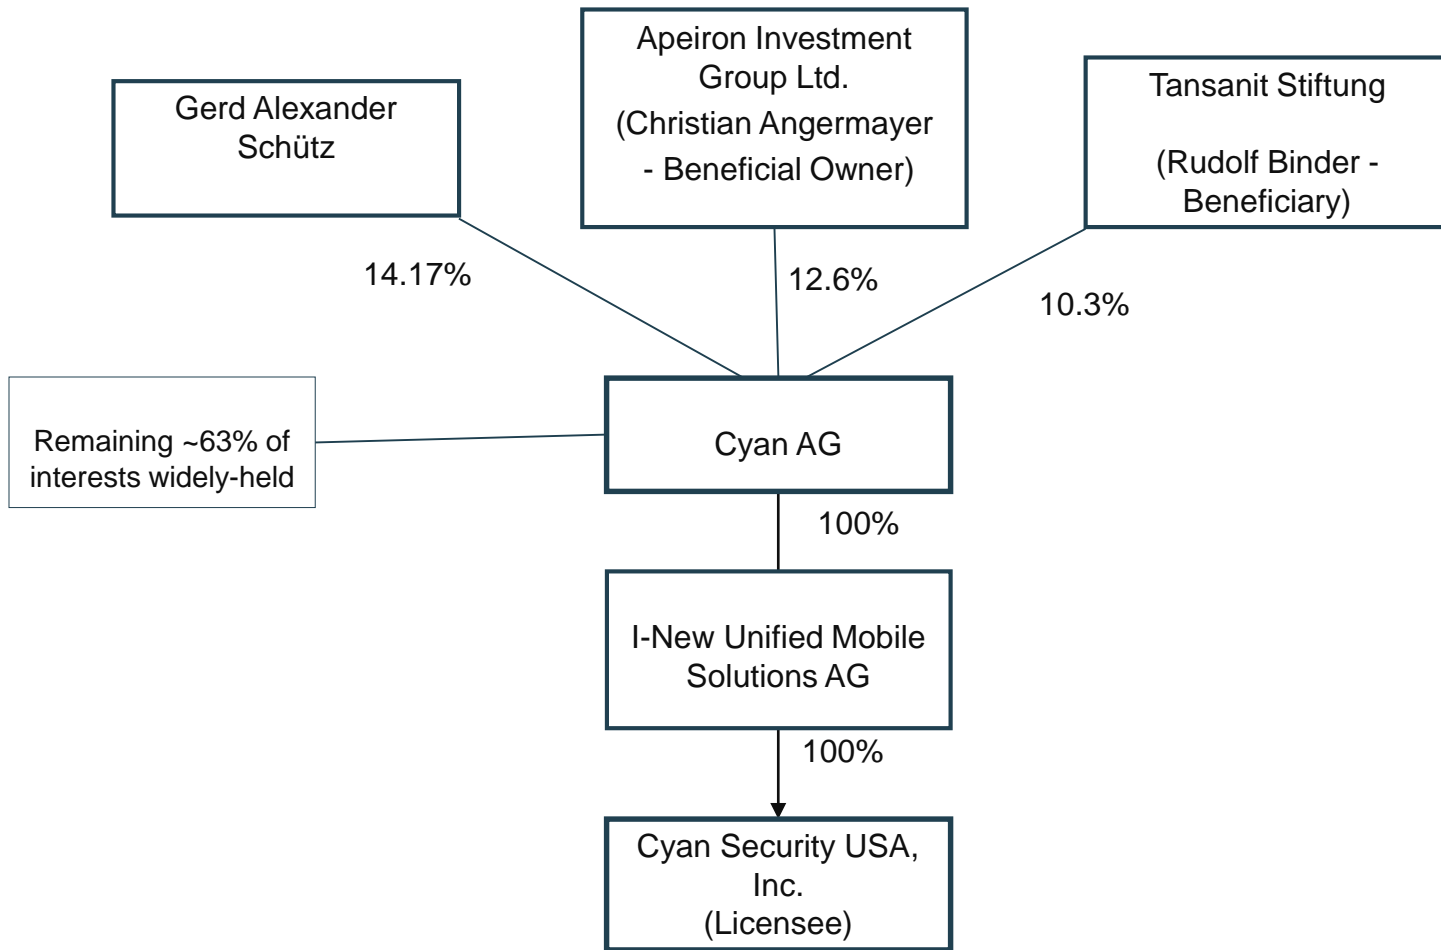 Gerd Alexander
Schütz
Apeiron Investment
Group Ltd.
(Christian Angermayer
- Beneficial Owner)
Tansanit Stiftung
(Rudolf Binder -
Beneficiary)
14.17%
12.6%
10.3%
Remaining ~63% of
interests widely-held
Cyan AG
100%
I-New Unified Mobile
Solutions AG
100%
Cyan Security USA,
Inc.
(Licensee)